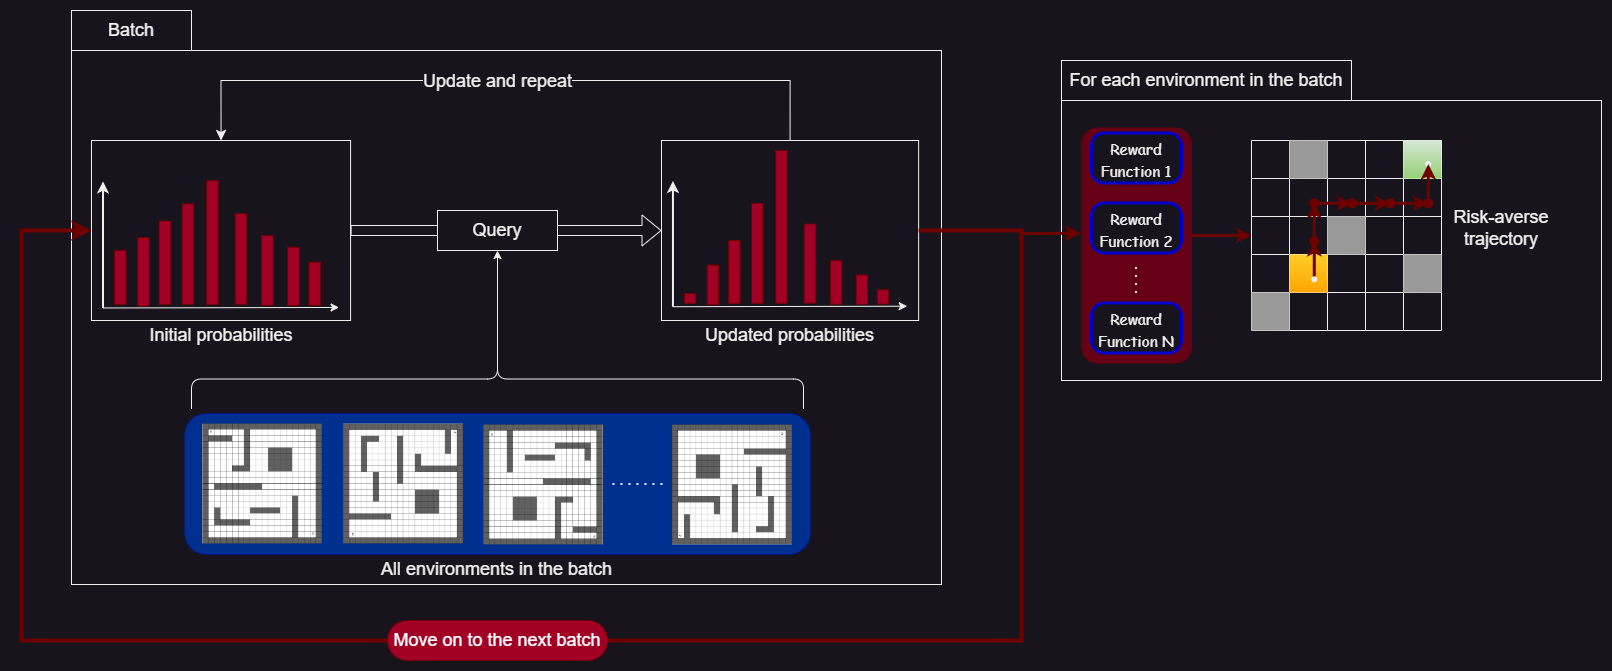 Batch
Update and repeat
Query
Initial probabilities
Updated probabilities
.......
All environments in the batch
Move on to the next batch
For each environment in the batch
Reward
Function 1
Reward
Function 2
Reward
Function N
Risk-averse
trajectory